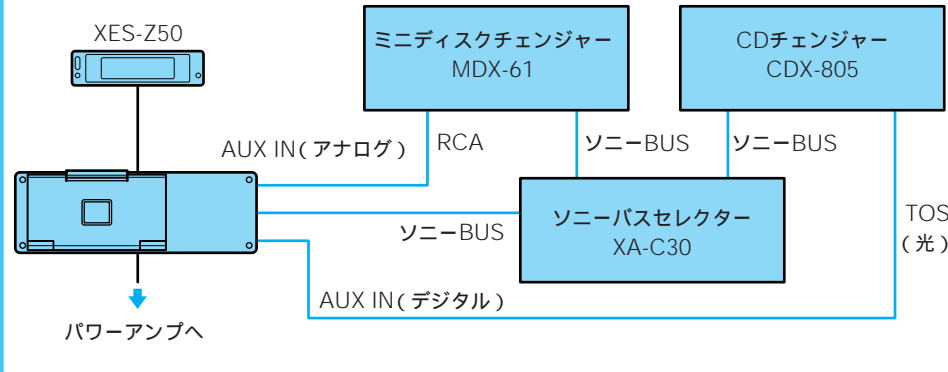 XES-Z50
ミニディスクチェンジャー
MDX-61
CDチェンジャー
CDX-805
AUX IN(アナログ)
RCA
ソニーBUS
ソニーBUS
ソニーバスセレクター
XA-C30
TOS
(光)
ソニーBUS
AUX IN(デジタル)
パワーアンプへ